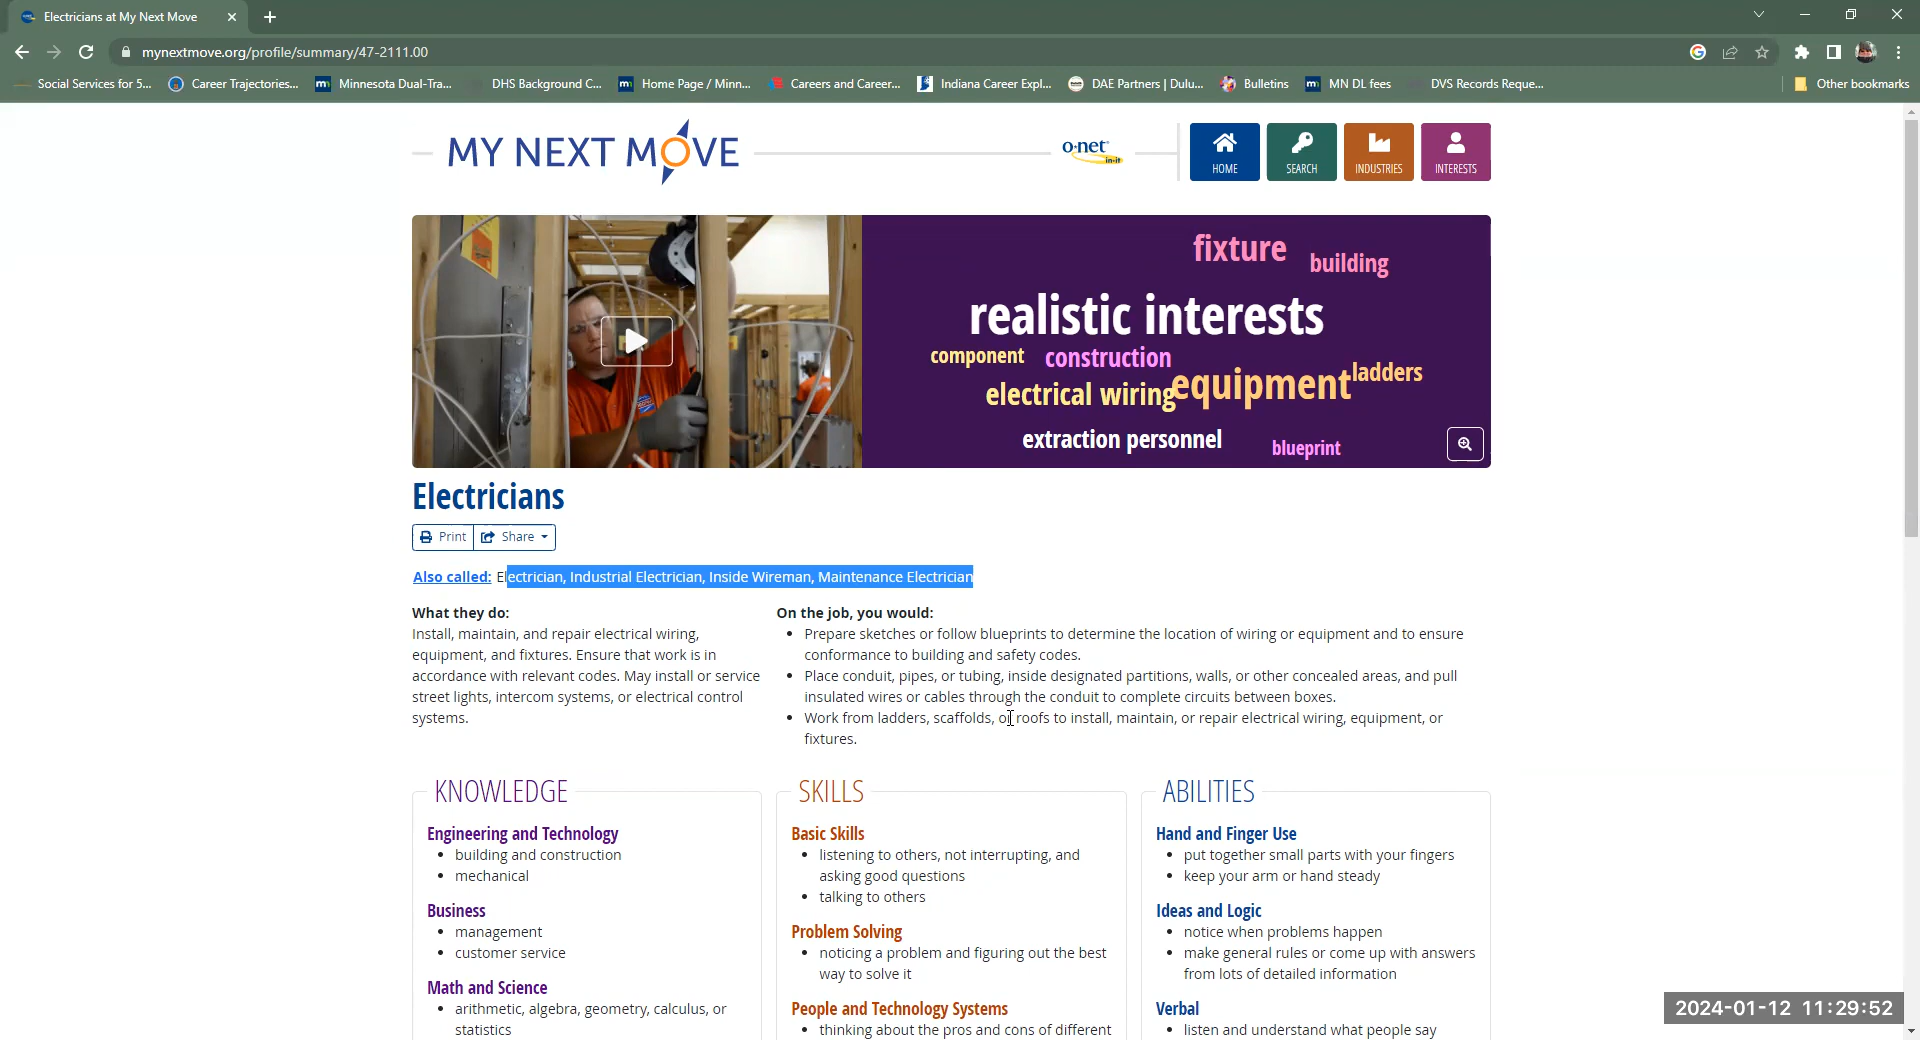 Electricians at My Next Move
mynextmove.org/profile/summary/47-2111.00
Social Services for 5... Career Trajectories... Minnesota Dual-Tra... DHS Background C... Home Page / Minn... Careers and Career... Indiana Career Expl... DAE Partners | Dulu... Bulletins MN DL fees DVS Records Reque... Other bookmarks
MY NEXT MOVE
o·net in-it
HOME SEARCH INDUSTRIES INTERESTS
fixture
building
realistic interests
component construction
electrical wiring equipment ladders
extraction personnel
blueprint
Electricians
Print Share
Also called: Electrician, Industrial Electrician, Inside Wireman, Maintenance Electrician
What they do:
Install, maintain, and repair electrical wiring,
equipment, and fixtures. Ensure that work is in
accordance with relevant codes. May install or service
street lights, intercom systems, or electrical control
systems.
On the job, you would:
• Prepare sketches or follow blueprints to determine the location of wiring or equipment and to ensure
conformance to building and safety codes.
• Place conduit, pipes, or tubing, inside designated partitions, walls, or other concealed areas, and pull
insulated wires or cables through the conduit to complete circuits between boxes.
• Work from ladders, scaffolds, or roofs to install, maintain, or repair electrical wiring, equipment, or
fixtures.
KNOWLEDGE
Engineering and Technology
• building and construction
• mechanical
Business
• management
• customer service
Math and Science
• arithmetic, algebra, geometry, calculus, or
statistics
SKILLS
Basic Skills
• listening to others, not interrupting, and
asking good questions
• talking to others
Problem Solving
• noticing a problem and figuring out the best
way to solve it
People and Technology Systems
• thinking about the pros and cons of different
ABILITIES
Hand and Finger Use
• put together small parts with your fingers
• keep your arm or hand steady
Ideas and Logic
• notice when problems happen
• make general rules or come up with answers
from lots of detailed information
Verbal
• listen and understand what people say
2024-01-12 11:29:52